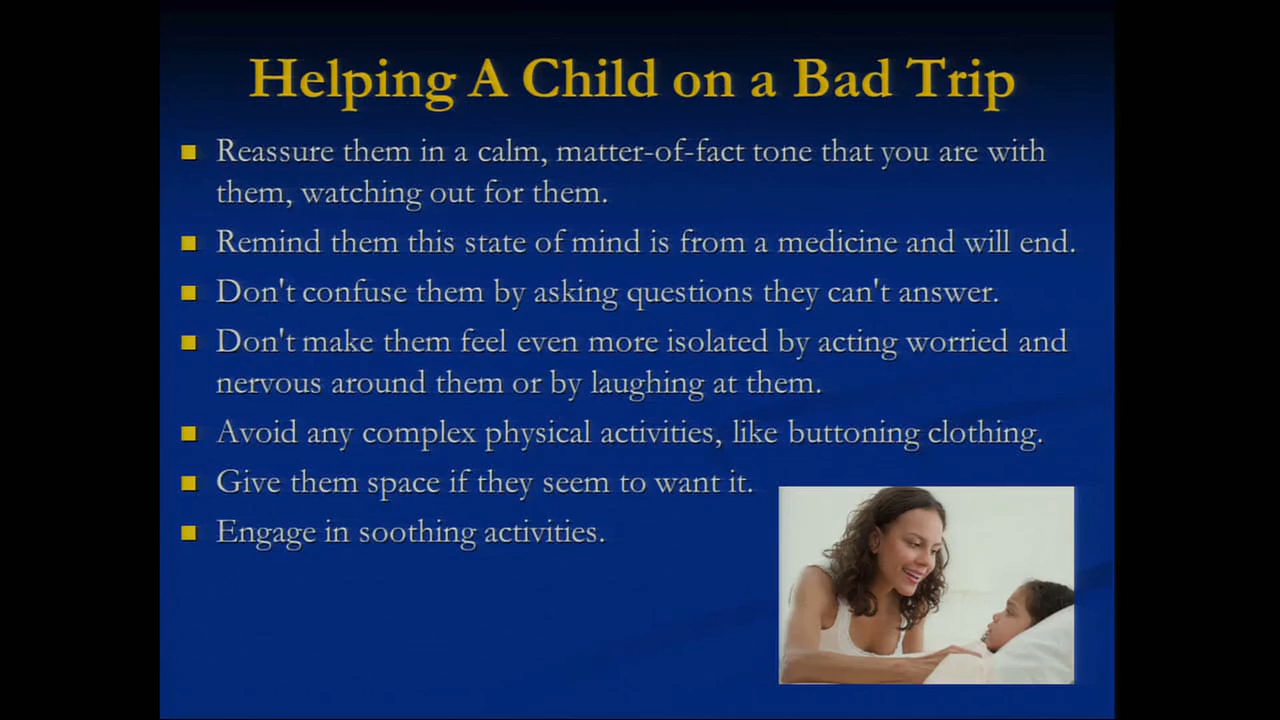 Helping A Child on a Bad Trip
Reassure them in a calm, matter-of-fact tone that you are with
them, watching out for them.
Remind them this state of mind is from a medicine and will end.
Don't confuse them by asking questions they can't answer.
Don't make them feel even more isolated by acting worried and
nervous around them or by laughing at them.
Avoid any complex physical activities, like buttoning clothing.
Give them space if they seem to want it.
Engage in soothing activities.